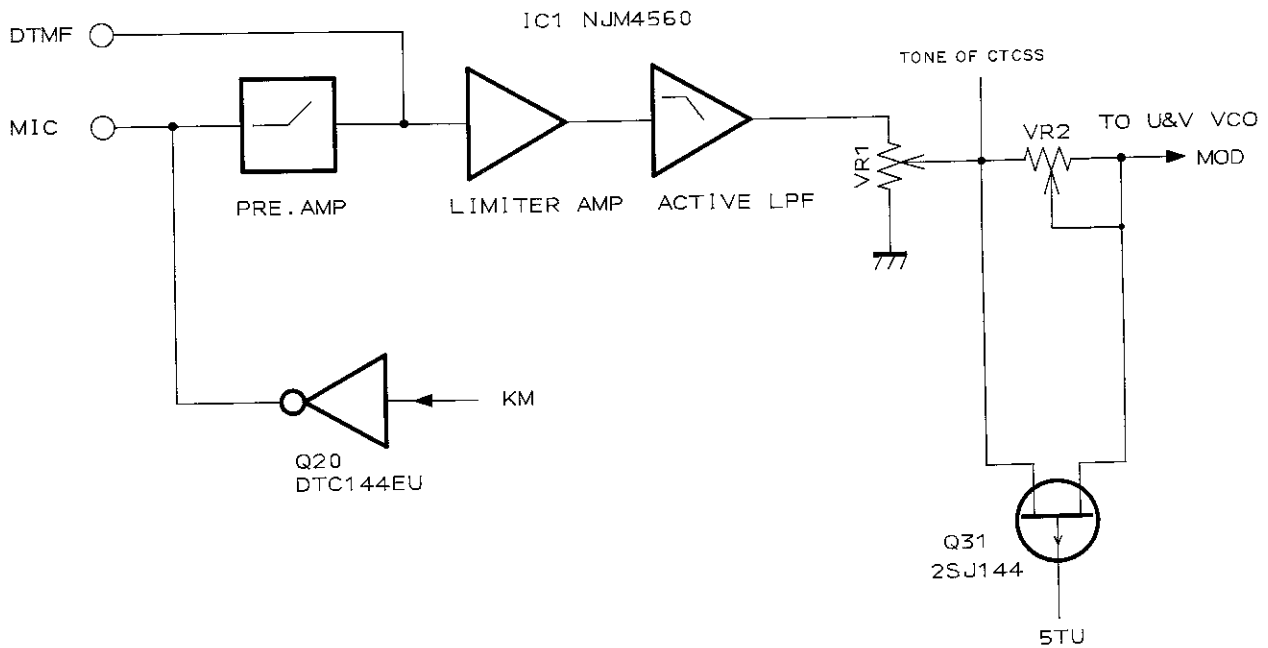 IC1 NJM4560
DTMF
TONE OF CTCSS
MIC
VR1
VR2
TO U&V VCO
MOD
PRE.AMP
LIMITER AMP
ACTIVE LPF
KM
Q20
DTC144EU
Q31
2SJ144
5TU